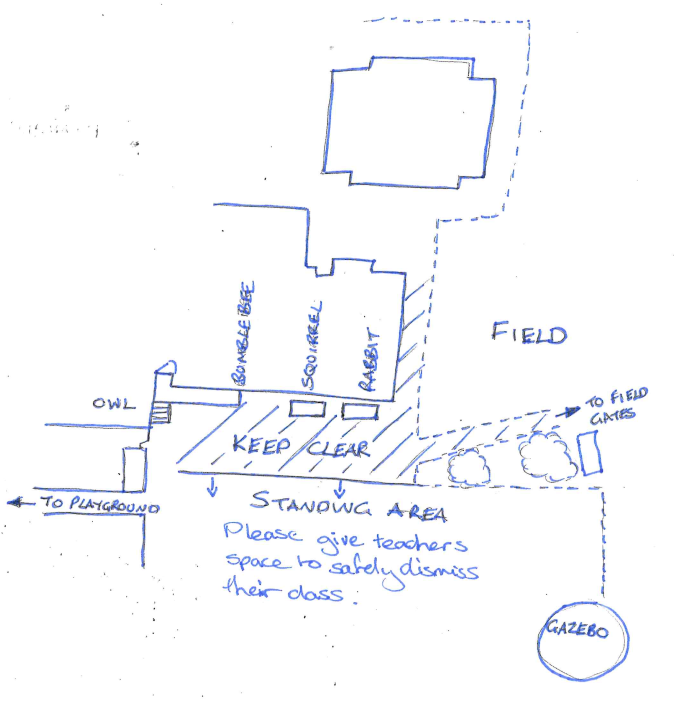 FIELD
BUMBLEBEE
SQUIRREL
RABBIT
OWL
TO FIELD
GATES
KEEP CLEAR
TO PLAYGROUND
STANDING AREA
Please give teachers
space to safely dismiss
their class.
GAZEBO